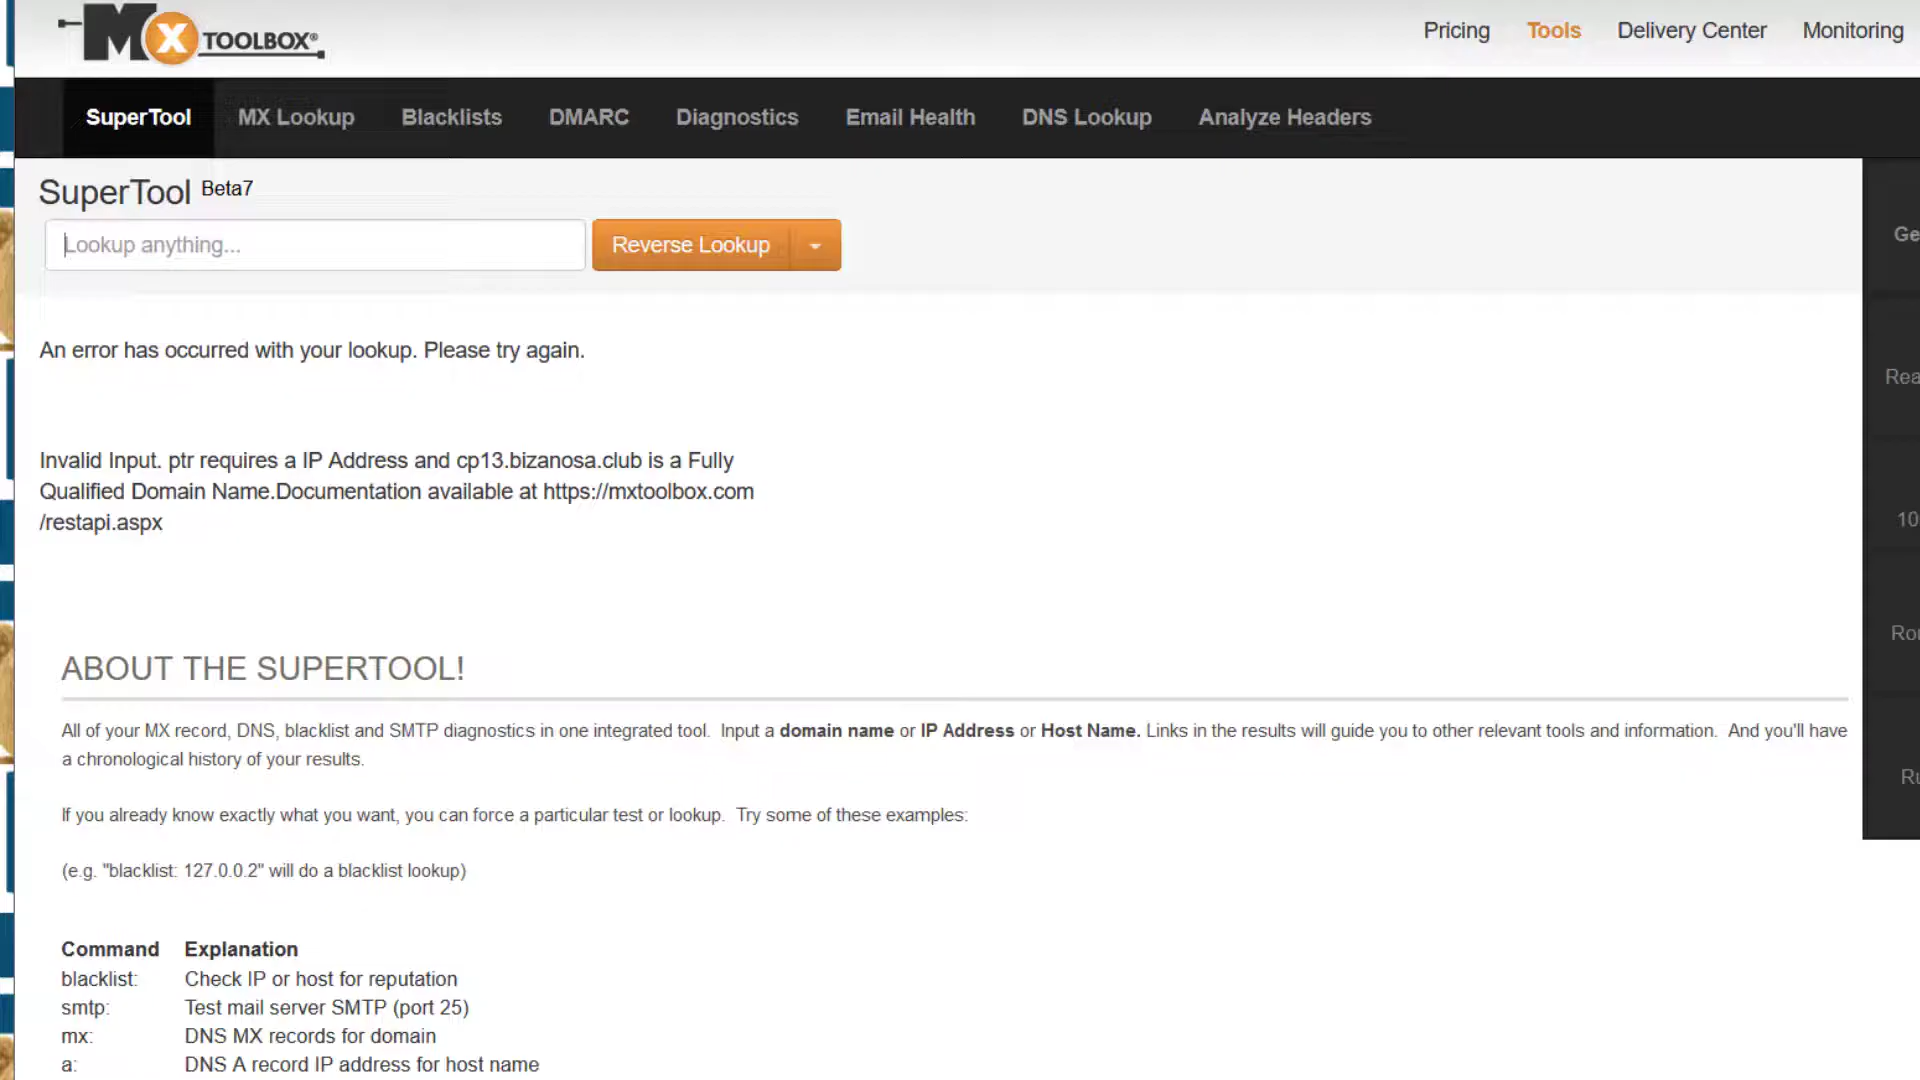 MX TOOLBOX®
Pricing Tools Delivery Center Monitoring
SuperTool MX Lookup Blacklists DMARC Diagnostics Email Health DNS Lookup Analyze Headers
SuperTool Beta7
Lookup anything... Reverse Lookup
An error has occurred with your lookup. Please try again.
Invalid Input. ptr requires a IP Address and cp13.bizanosa.club is a Fully
Qualified Domain Name.Documentation available at https://mxtoolbox.com
/restapi.aspx
ABOUT THE SUPERTOOL!
All of your MX record, DNS, blacklist and SMTP diagnostics in one integrated tool.  Input a domain name or IP Address or Host Name. Links in the results will guide you to other relevant tools and information.  And you'll have
a chronological history of your results.
If you already know exactly what you want, you can force a particular test or lookup.  Try some of these examples:
(e.g. "blacklist: 127.0.0.2" will do a blacklist lookup)
Command Explanation
blacklist: Check IP or host for reputation
smtp: Test mail server SMTP (port 25)
mx: DNS MX records for domain
a: DNS A record IP address for host name
Ge
Rea
10
Ru